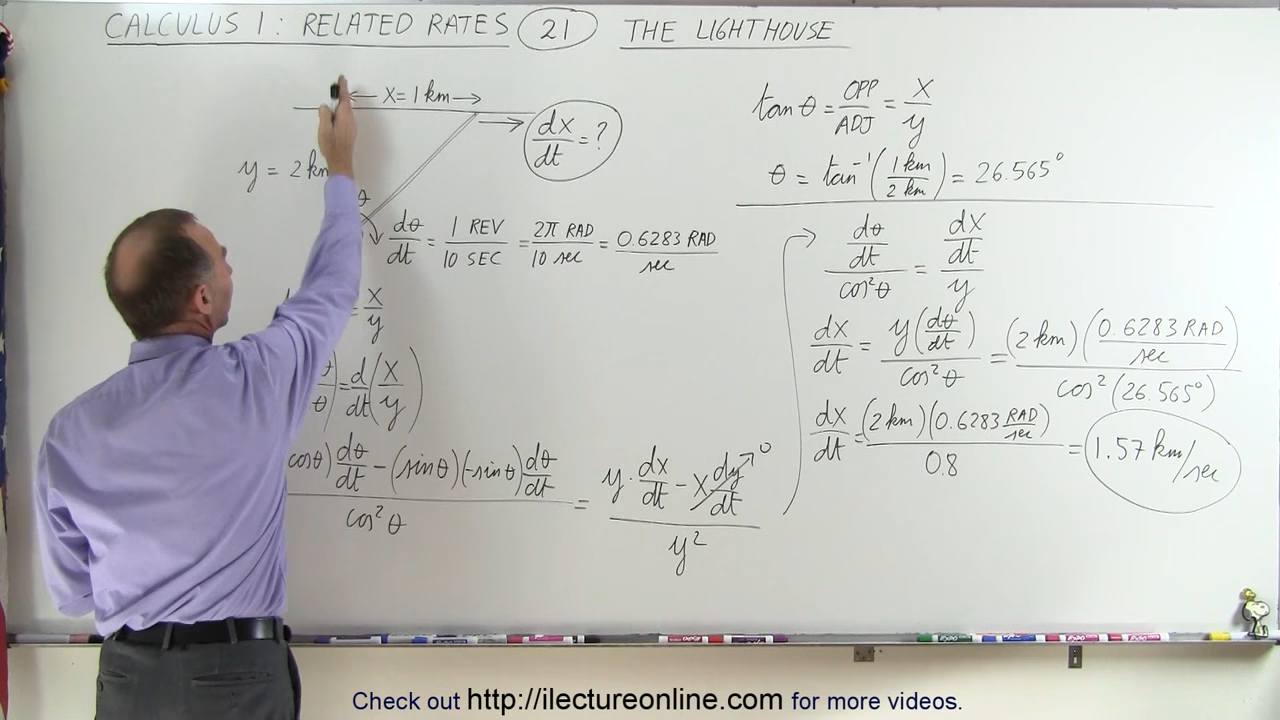 CALCULUS 1: RELATED RATES 21 THE LIGHTHOUSE
x = 1 km
dx/dt = ?
y = 2 km
θ
dθ/dt = 1 REV/10 SEC = 2π RAD/10 sec = 0.6283 RAD/sec
= x/y
θ/θ) = d/dt (x/y)
cosθ) dθ/dt - (sinθ)(-sinθ) dθ/dt / cos²θ = y · dx/dt - x dy/dt → 0 / y²
tan θ = OPP/ADJ = x/y
θ = tan⁻¹ (1 km/2 km) = 26.565°
dθ/dt / cos²θ = dx/dt / y
dx/dt = y (dθ/dt) / cos²θ = (2 km) (0.6283 RAD/sec) / cos² (26.565°)
dx/dt = (2 km) (0.6283 RAD/sec) / 0.8 = 1.57 km/sec
Check out http://ilectureonline.com for more videos.